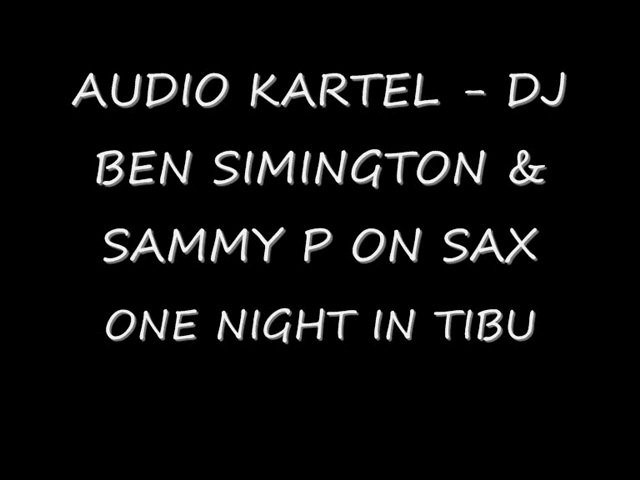 AUDIO KARTEL - DJ
BEN SIMINGTON &
SAMMY P ON SAX
ONE NIGHT IN TIBU